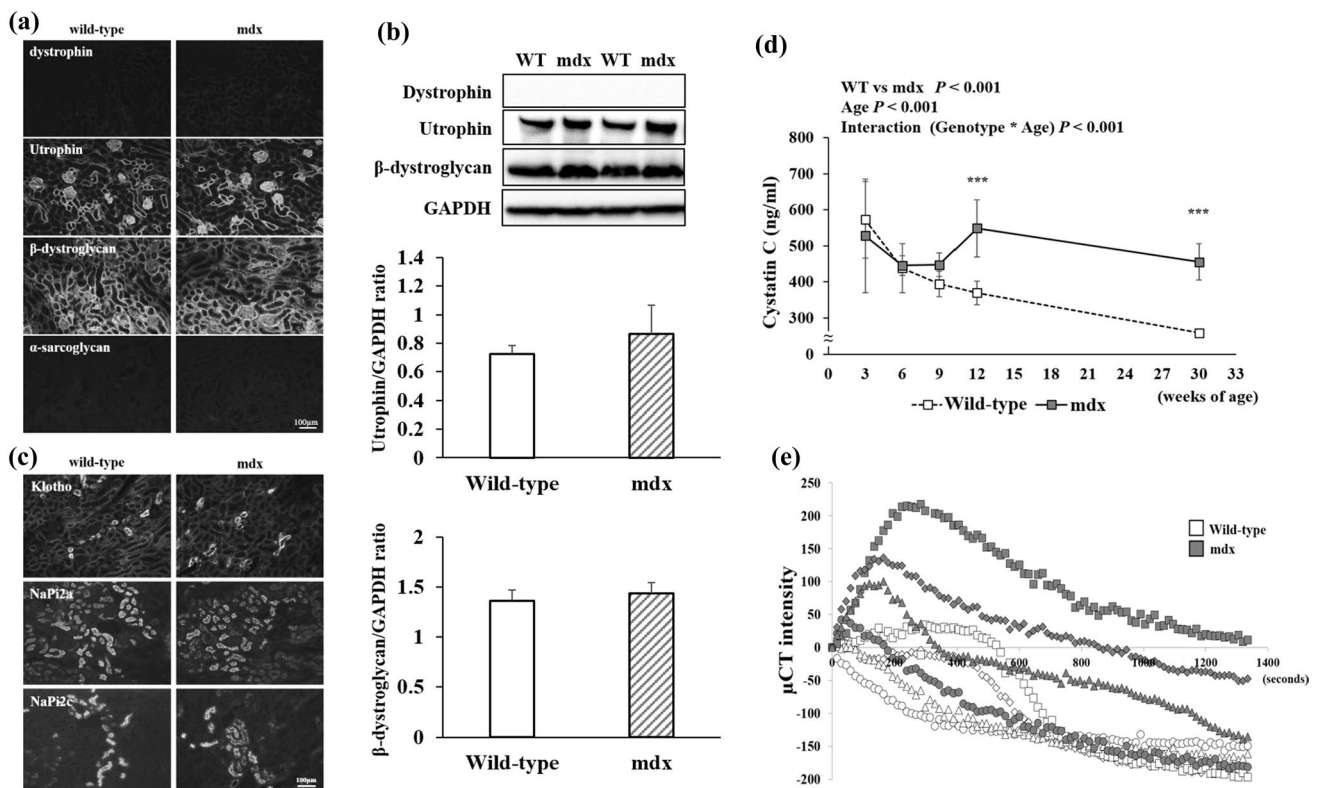 (a)
wild-type mdx
dystrophin
Utrophin
β-dystroglycan
α-sarcoglycan
100μm
(b)
WT mdx WT mdx
Dystrophin
Utrophin
β-dystroglycan
GAPDH
Utrophin/GAPDH ratio
1.4
1.2
1
0.8
0.6
0.4
0.2
0
Wild-type mdx
β-dystroglycan/GAPDH ratio
2
1.5
1
0.5
0
Wild-type mdx
(c)
wild-type mdx
Klotho
NaPi2a
NaPi2c
100μm
(d)
WT vs mdx P < 0.001
Age P < 0.001
Interaction (Genotype * Age) P < 0.001
Cystatin C (ng/ml)
800
700
600
500
400
300
0
***
***
0 3 6 9 12 15 18 21 24 27 30 33
(weeks of age)
Wild-type mdx
(e)
μCT intensity
250
200
150
100
50
0
-50
-100
-150
-200
0 200 400 600 800 1000 1200 1400
(seconds)
Wild-type
mdx